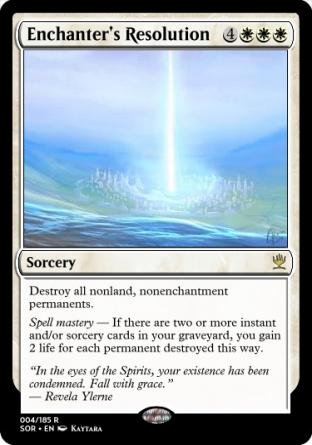 Enchanter's Resolution 4
Sorcery
Destroy all nonland, nonenchantment
permanents.
Spell mastery — If there are two or more instant
and/or sorcery cards in your graveyard, you gain
2 life for each permanent destroyed this way.
"In the eyes of the Spirits, your existence has been
condemned. Fall with grace."
— Revela Ylerne
004/185 R
SOR • EN KAYTARA